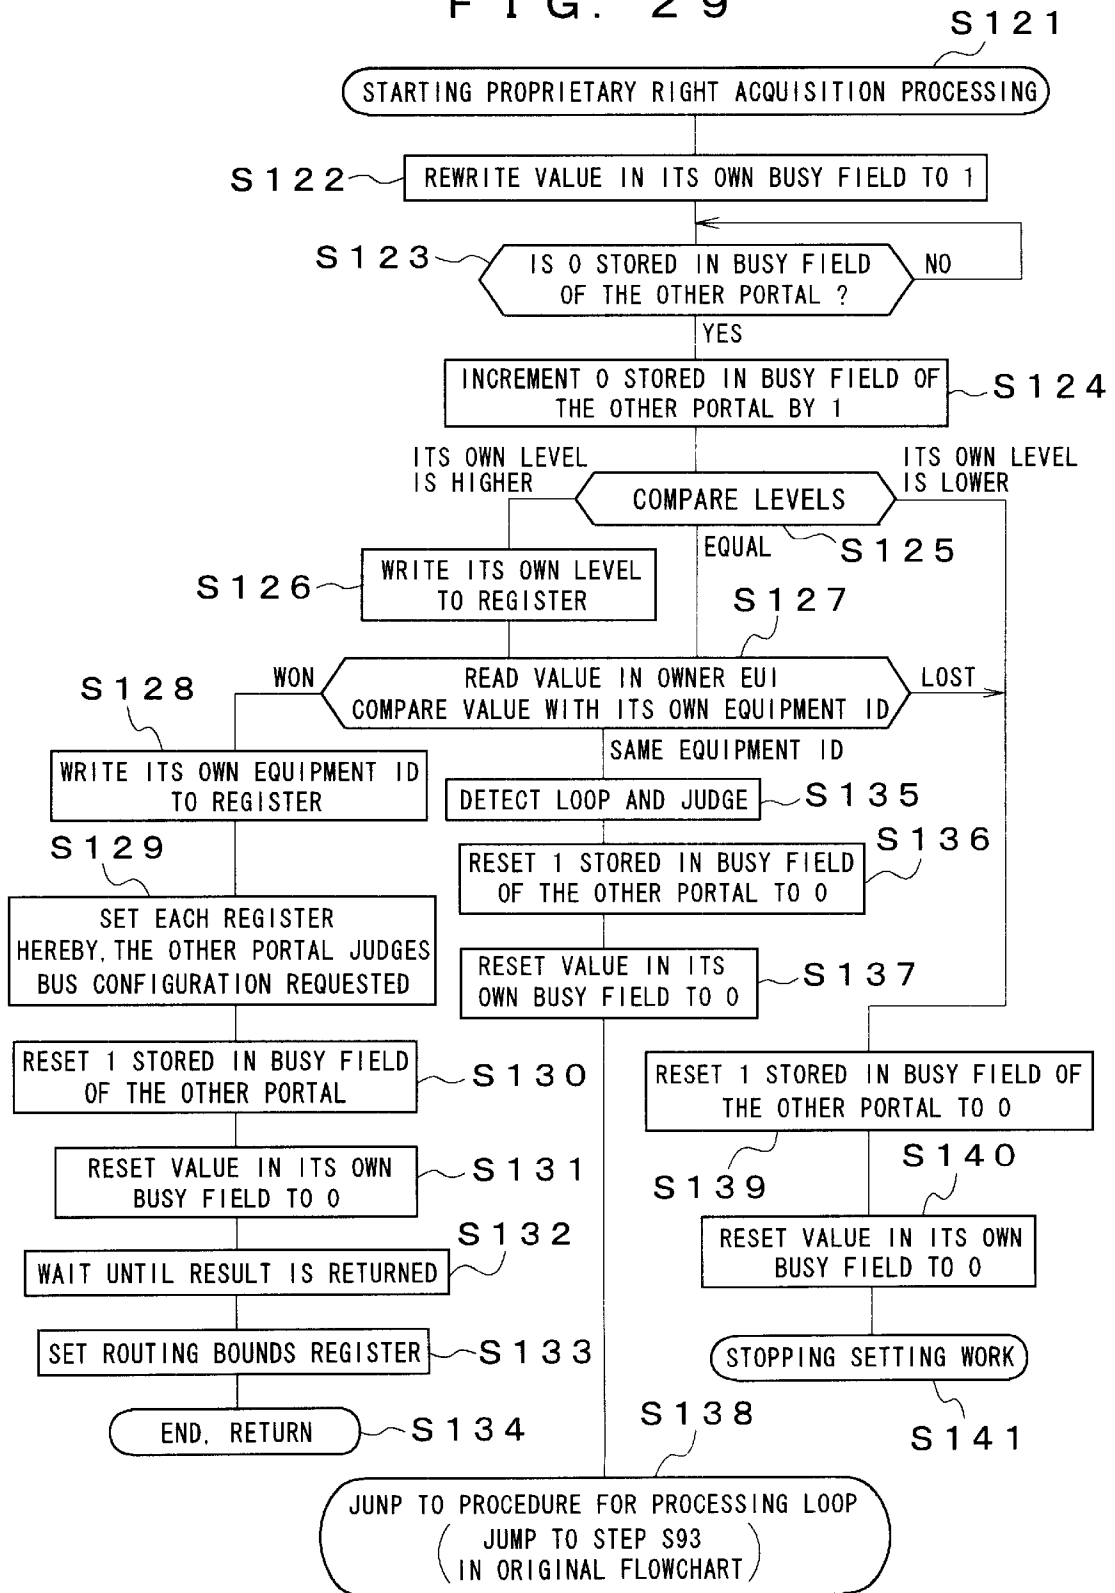 FIG. 29
S121
STARTING PROPRIETARY RIGHT ACQUISITION PROCESSING
S122
REWRITE VALUE IN ITS OWN BUSY FIELD TO 1
S123
IS 0 STORED IN BUSY FIELD
OF THE OTHER PORTAL ?
NO
YES
INCREMENT 0 STORED IN BUSY FIELD OF
THE OTHER PORTAL BY 1
S124
ITS OWN LEVEL
IS HIGHER
COMPARE LEVELS
ITS OWN LEVEL
IS LOWER
S125
EQUAL
S126
WRITE ITS OWN LEVEL
TO REGISTER
S127
WON
READ VALUE IN OWNER EUI
COMPARE VALUE WITH ITS OWN EQUIPMENT ID
LOST
S128
SAME EQUIPMENT ID
WRITE ITS OWN EQUIPMENT ID
TO REGISTER
DETECT LOOP AND JUDGE
S135
S129
RESET 1 STORED IN BUSY FIELD
OF THE OTHER PORTAL TO 0
S136
SET EACH REGISTER
HEREBY, THE OTHER PORTAL JUDGES
BUS CONFIGURATION REQUESTED
RESET VALUE IN ITS
OWN BUSY FIELD TO 0
S137
RESET 1 STORED IN BUSY FIELD
OF THE OTHER PORTAL
S130
RESET 1 STORED IN BUSY FIELD OF
THE OTHER PORTAL TO 0
S139
RESET VALUE IN ITS OWN
BUSY FIELD TO 0
S131
S140
RESET VALUE IN ITS OWN
BUSY FIELD TO 0
S132
WAIT UNTIL RESULT IS RETURNED
SET ROUTING BOUNDS REGISTER
S133
STOPPING SETTING WORK
S141
END, RETURN
S134
S138
JUNP TO PROCEDURE FOR PROCESSING LOOP
(JUMP TO STEP S93
IN ORIGINAL FLOWCHART)